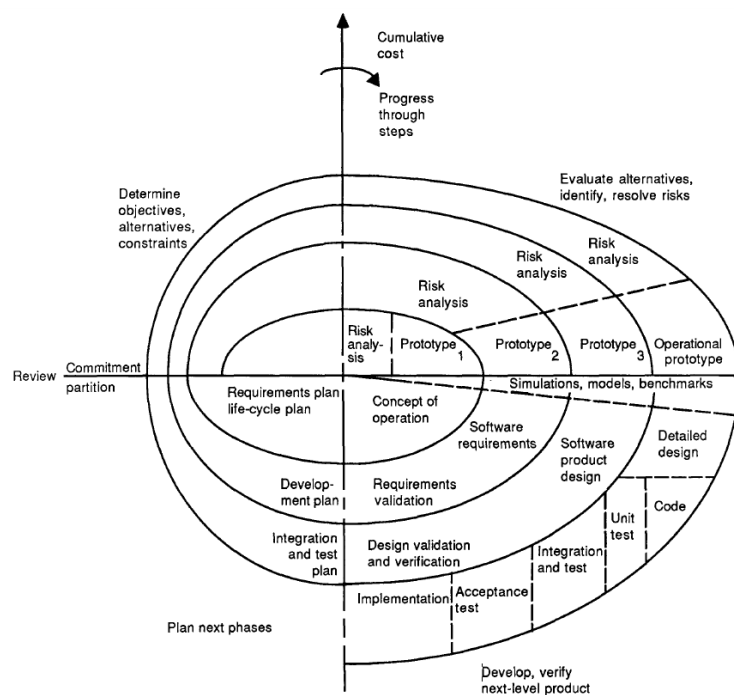 Cumulative
cost
Progress
through
steps
Determine
objectives,
alternatives,
constraints
Evaluate alternatives,
identify, resolve risks
Risk
analysis
Risk
analysis
Risk
analysis
Risk
analy-
sis
Prototype 1
Prototype 2
Prototype 3
Operational
prototype
Review
Commitment
partition
Simulations, models, benchmarks
Requirements plan
life-cycle plan
Concept of
operation
Software
requirements
Software
product
design
Detailed
design
Develop-
ment plan
Requirements
validation
Integration
and test
plan
Design validation
and verification
Code
Unit
test
Integration
and test
Acceptance
test
Implementation
Plan next phases
Develop, verify
next-level product